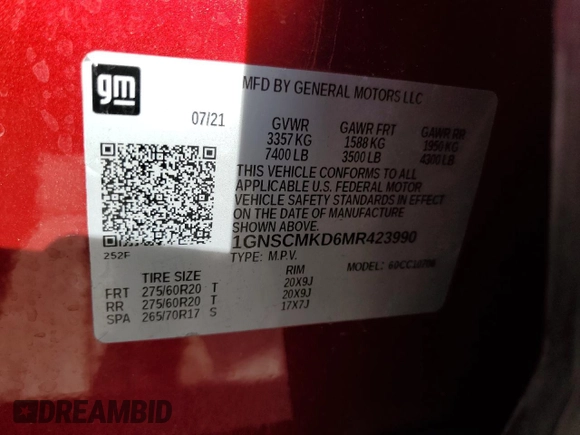 gm
MFD BY GENERAL MOTORS LLC
07/21
GVWR GAWR FRT GAWR RR
3357 KG 1588 KG 1950 KG
7400 LB 3500 LB 4300 LB
THIS VEHICLE CONFORMS TO ALL
APPLICABLE U.S. FEDERAL MOTOR
VEHICLE SAFETY STANDARDS IN EFFECT
ON THE DATE OF MANUFACTURE
SHOWN ABOVE.
1GNSCMKD6MR423990
252F
TYPE: M.P.V. MODEL:
TIRE SIZE RIM
FRT 275/60R20 T 20X9J
RR 275/60R20 T 20X9J
SPA 265/70R17 S 17X7J
DREAMBID